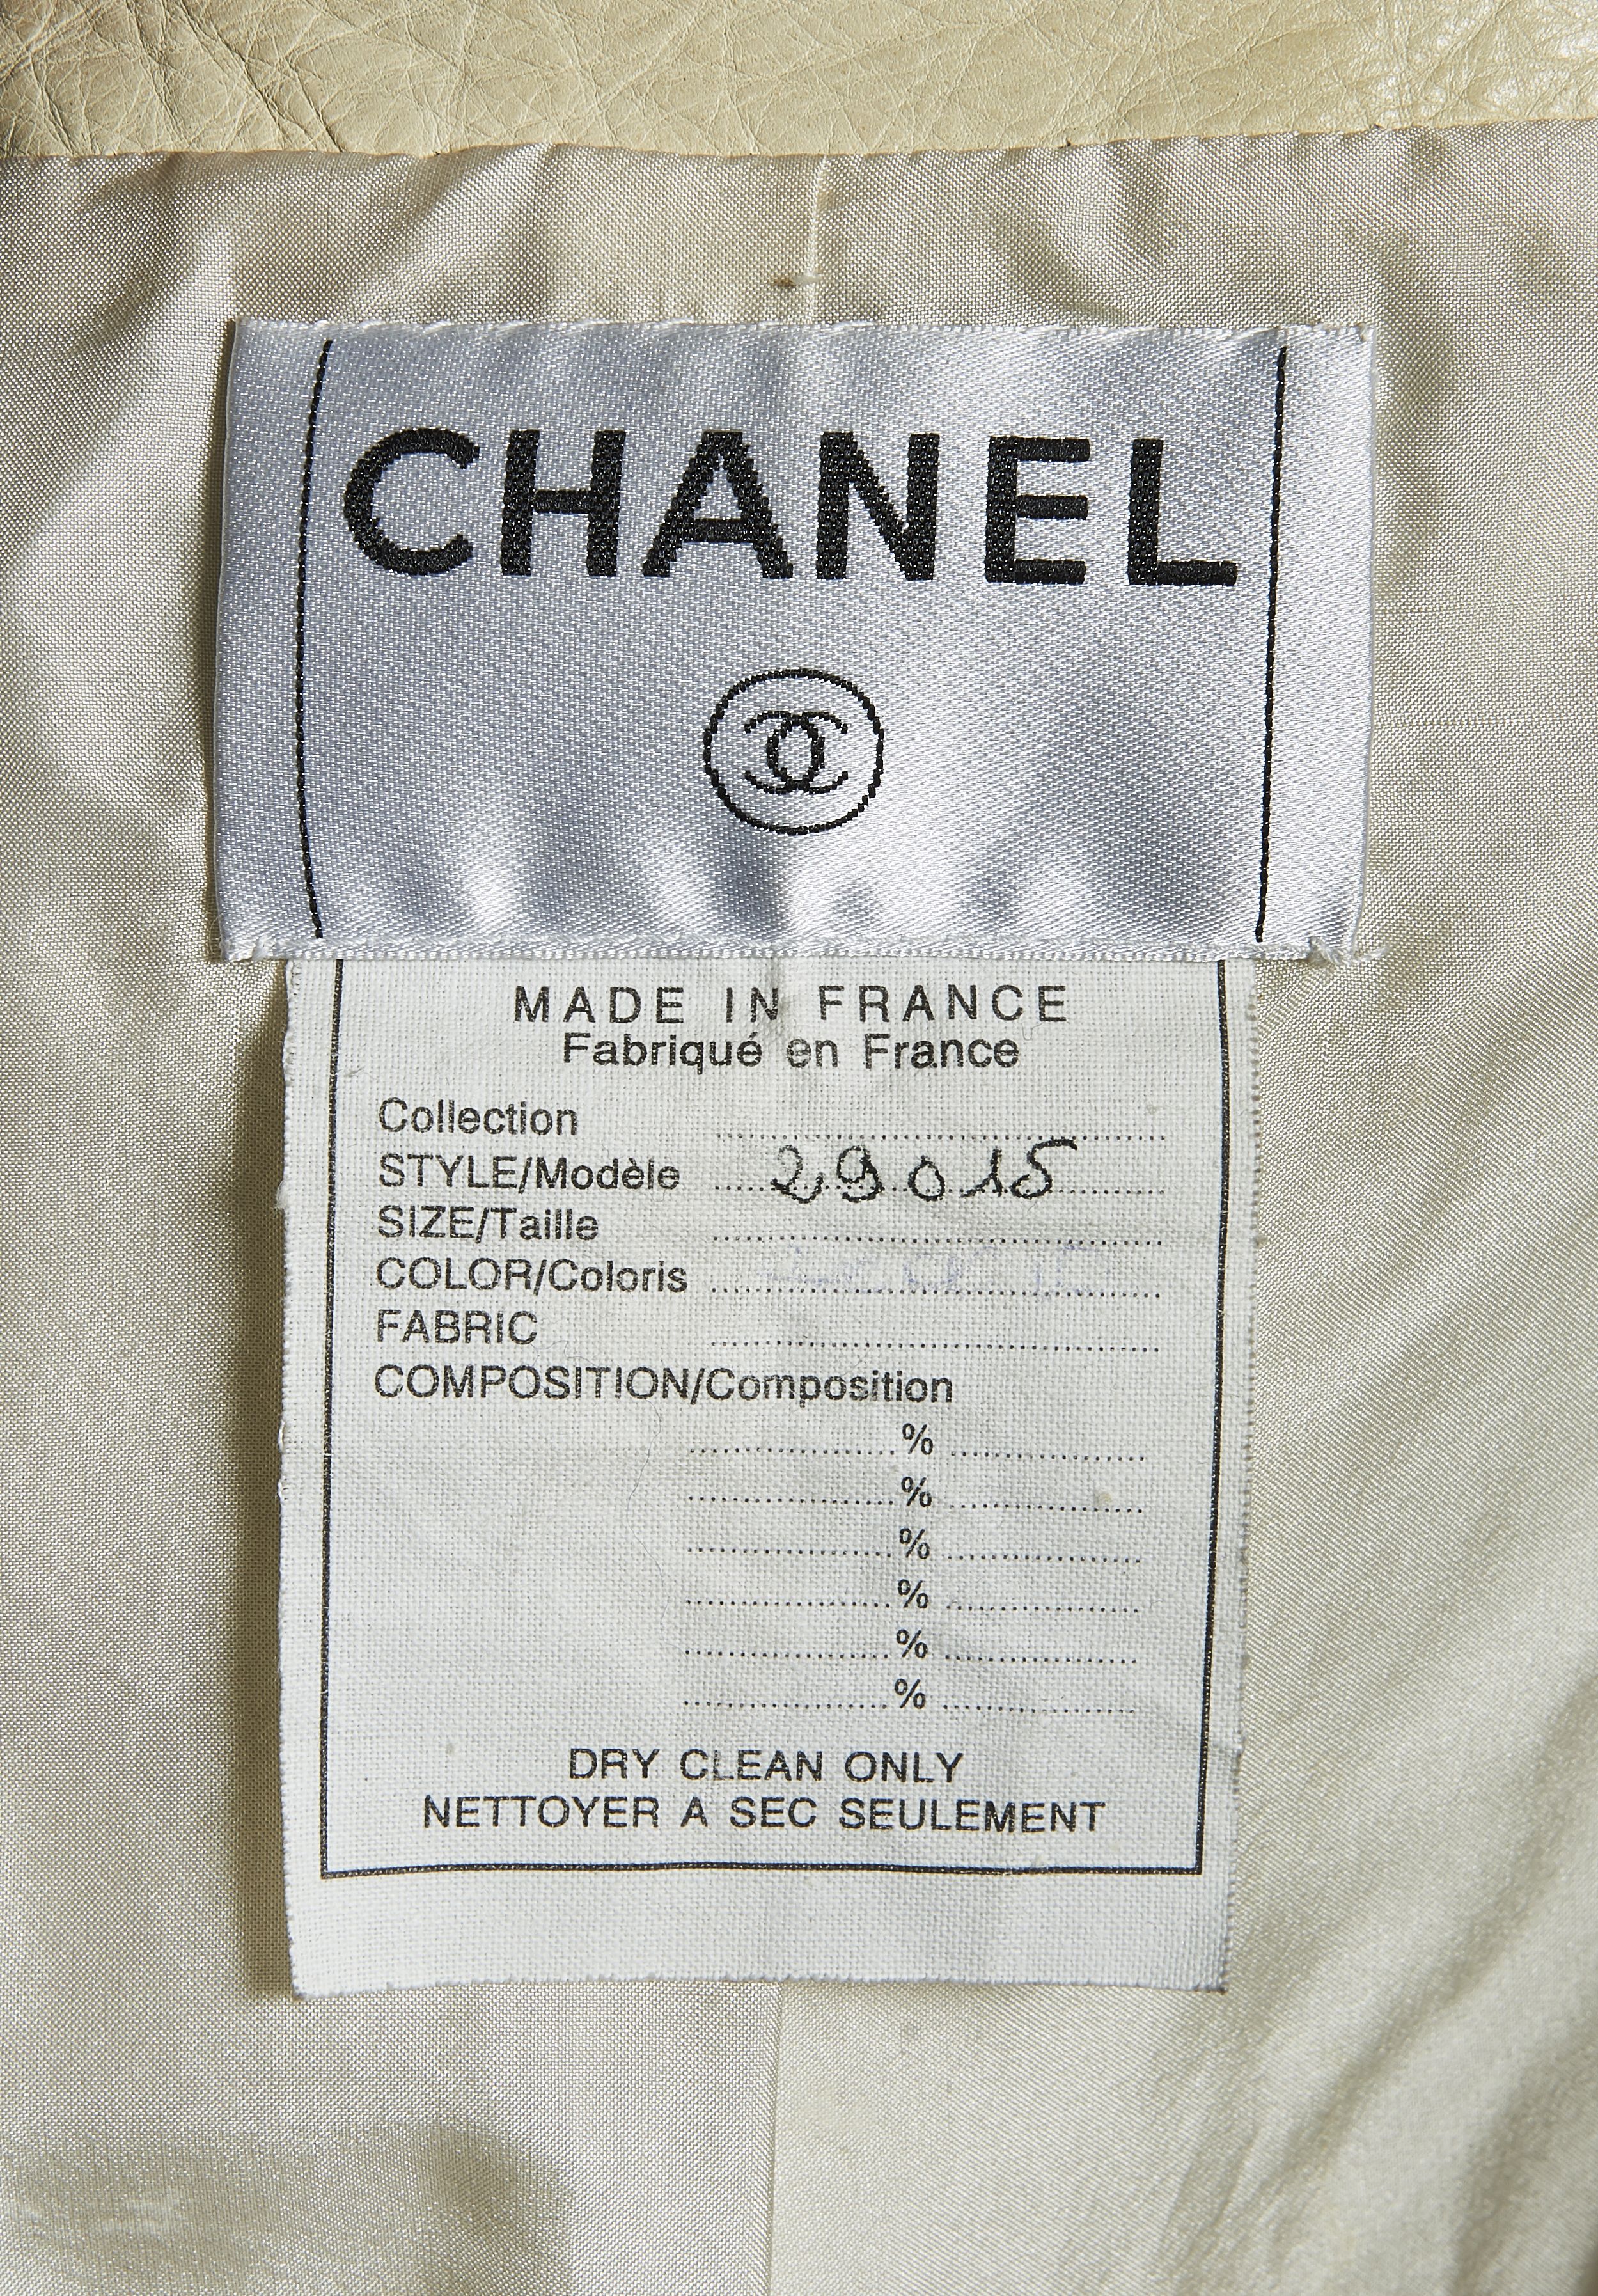 CHANEL
MADE IN FRANCE
Fabriqué en France
Collection ........................
STYLE/Modèle 29015
SIZE/Taille ........................
COLOR/Coloris ........................
FABRIC ........................
COMPOSITION/Composition
............% ............
............% ............
............% ............
............% ............
............% ............
............% ............
DRY CLEAN ONLY
NETTOYER A SEC SEULEMENT